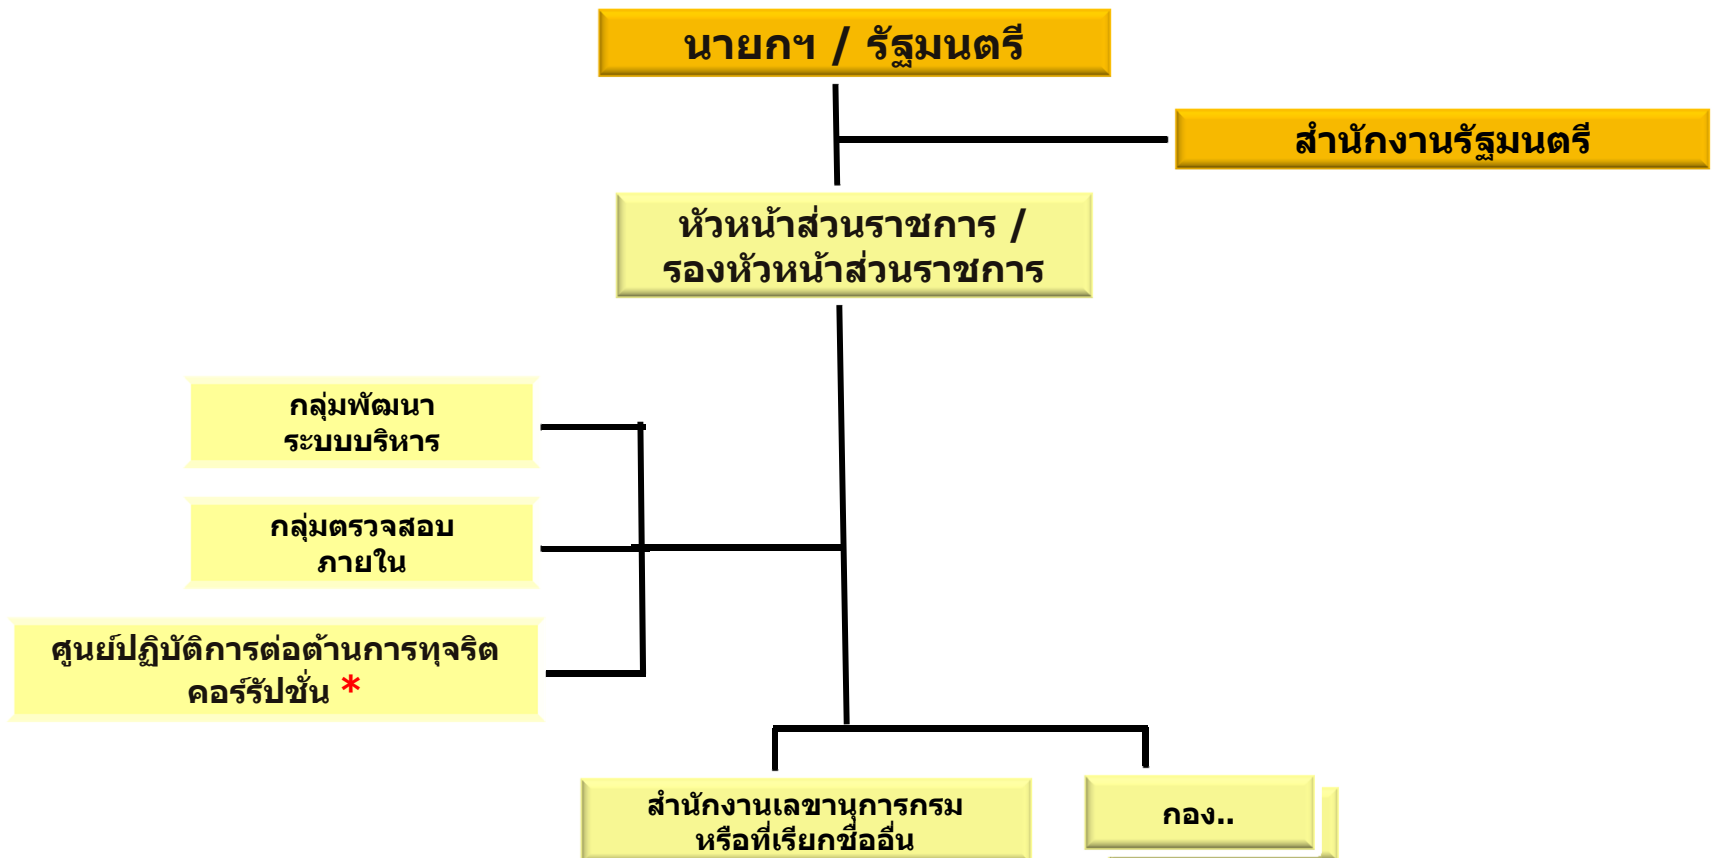 นายกฯ / รัฐมนตรี
สำนักงานรัฐมนตรี
หัวหน้าส่วนราชการ /
รองหัวหน้าส่วนราชการ
กลุ่มพัฒนา
ระบบบริหาร
กลุ่มตรวจสอบ
ภายใน
ศูนย์ปฏิบัติการต่อต้านการทุจริต
คอร์รัปชั่น *
สำนักงานเลขานุการกรม
หรือที่เรียกชื่ออื่น
กอง..